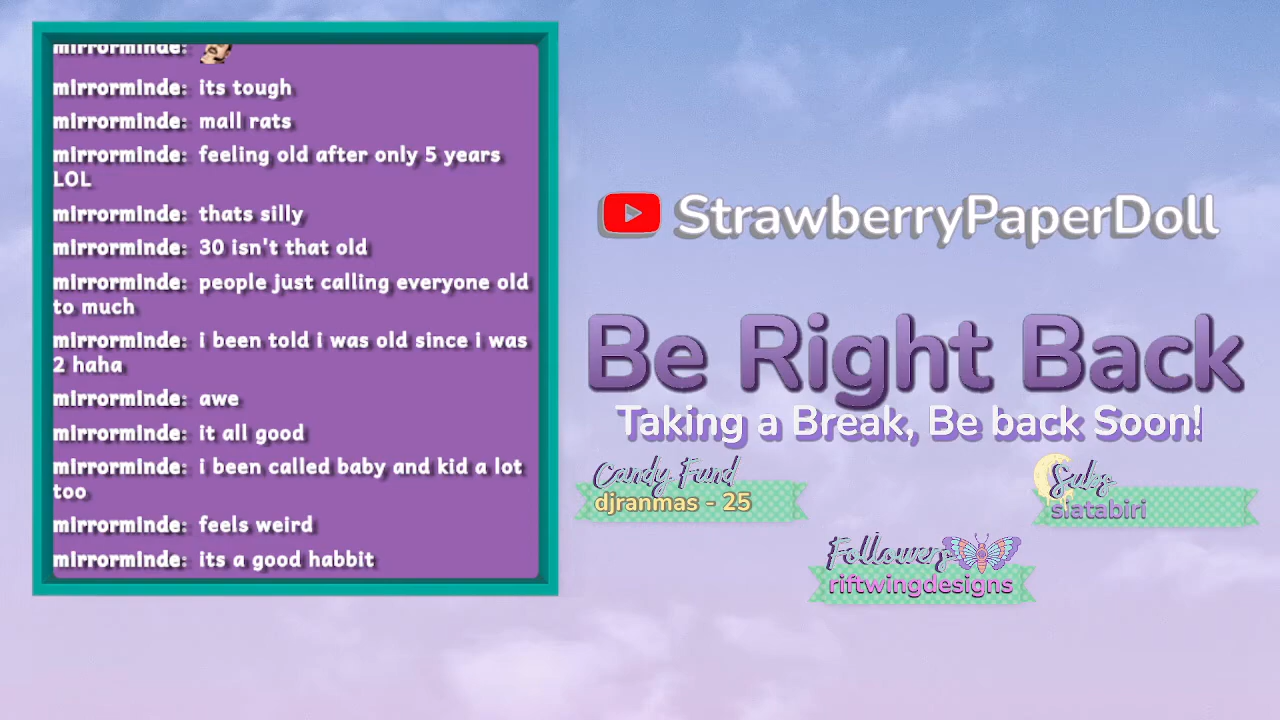 mirrorminde:
mirrorminde: its tough
mirrorminde: mall rats
mirrorminde: feeling old after only 5 years
LOL
mirrorminde: thats silly
mirrorminde: 30 isn't that old
mirrorminde: people just calling everyone old
to much
mirrorminde: i been told i was old since i was
2 haha
mirrorminde: awe
mirrorminde: it all good
mirrorminde: i been called baby and kid a lot
too
mirrorminde: feels weird
mirrorminde: its a good habbit
StrawberryPaperDoll
Be Right Back
Taking a Break, Be back Soon!
Candy Fund
djranmas - 25
Subs
siatabiri
Followers
riftwingdesigns